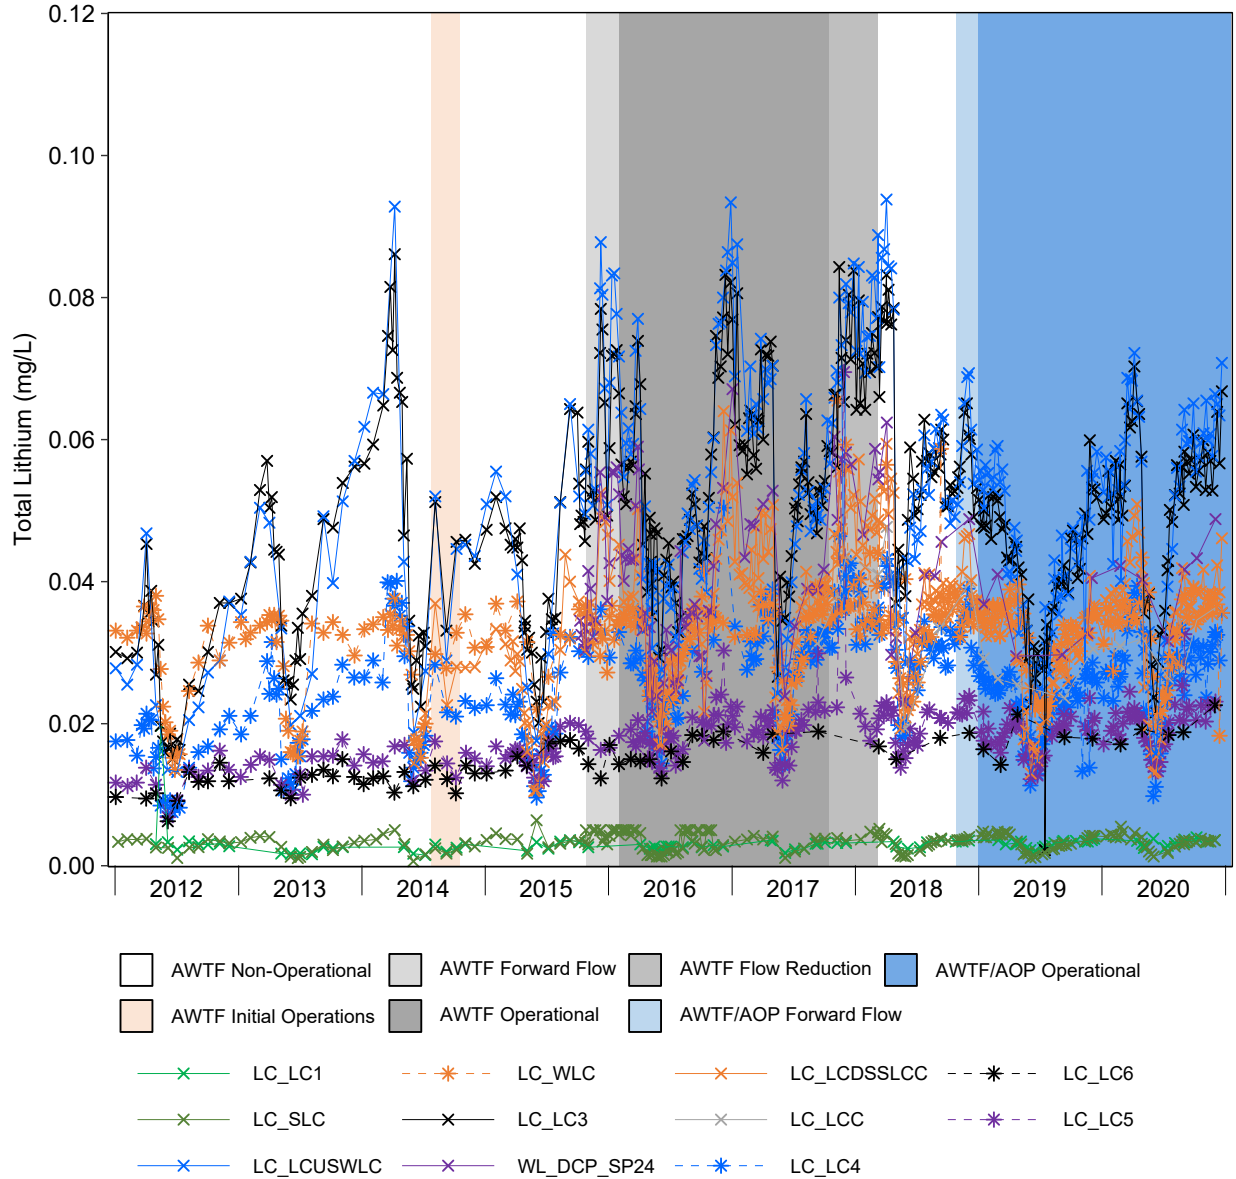 0.12
0.10
0.08
0.06
0.04
0.02
0.00
Total Lithium (mg/L)
2012 2013 2014 2015 2016 2017 2018 2019 2020
AWTF Non-Operational AWTF Forward Flow AWTF Flow Reduction AWTF/AOP Operational
AWTF Initial Operations AWTF Operational AWTF/AOP Forward Flow
LC_LC1 LC_WLC LC_LCDSSLCC LC_LC6
LC_SLC LC_LC3 LC_LCC LC_LC5
LC_LCUSWLC WL_DCP_SP24 LC_LC4